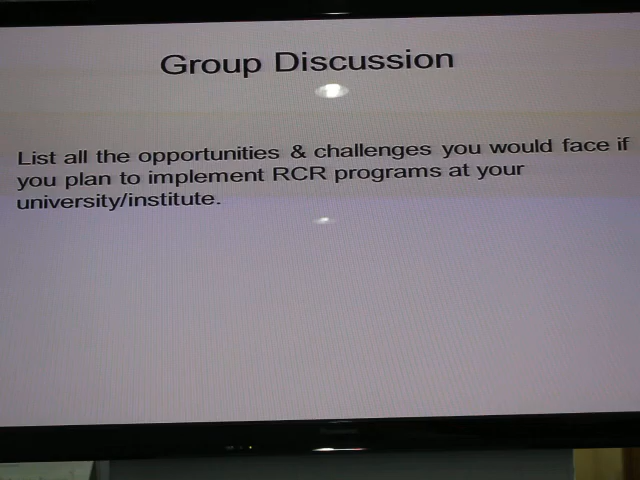 Group Discussion
List all the opportunities & challenges you would face if
you plan to implement RCR programs at your
university/institute.